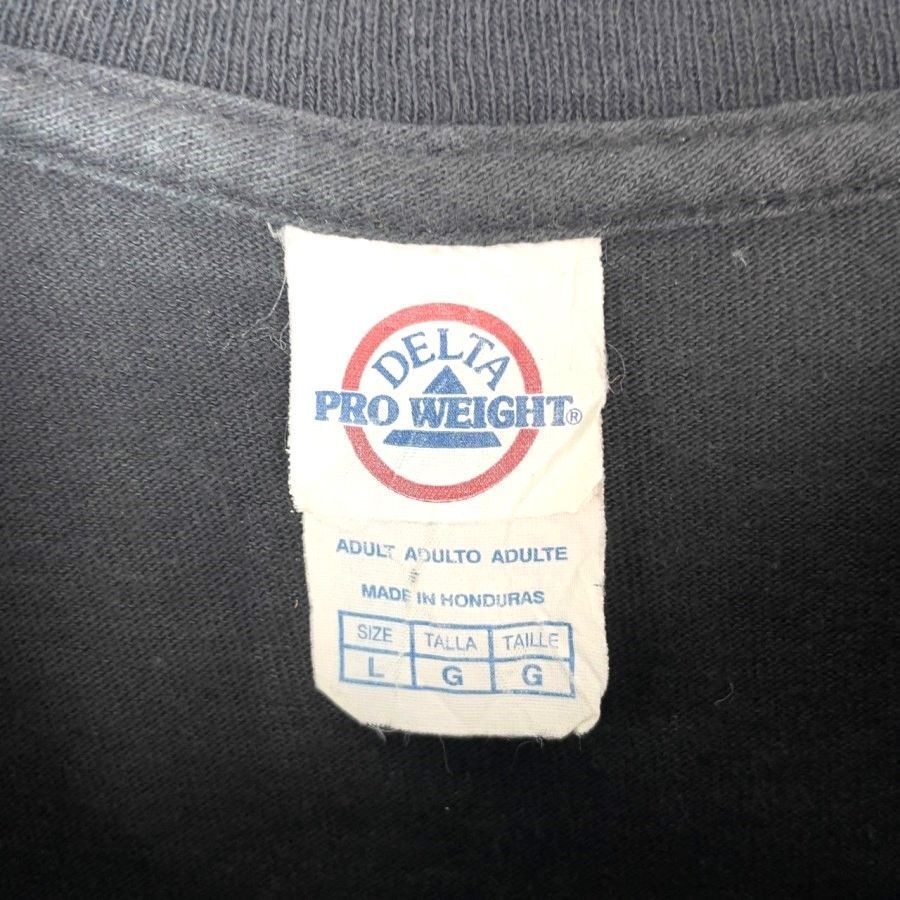 DELTA
PRO WEIGHT®
ADULT ADULTO ADULTE
MADE IN HONDURAS
SIZE TALLA TAILLE
L G G